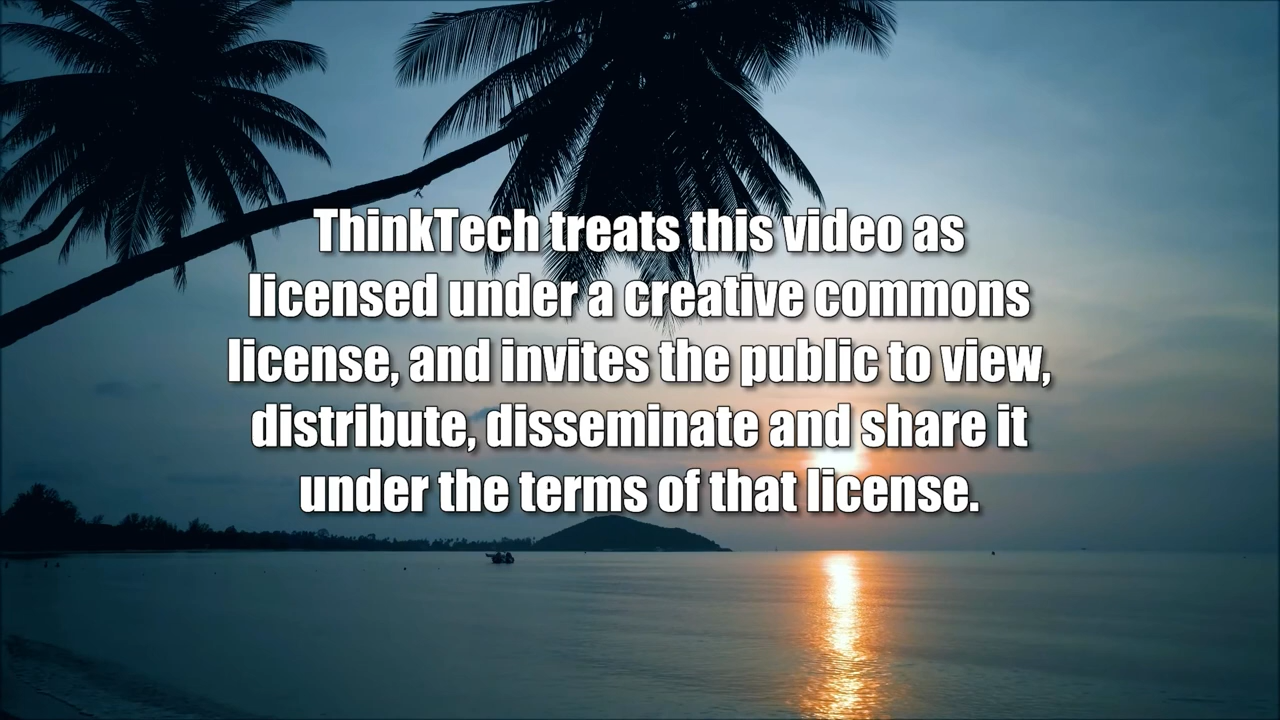 ThinkTech treats this video as
licensed under a creative commons
license, and invites the public to view,
distribute, disseminate and share it
under the terms of that license.